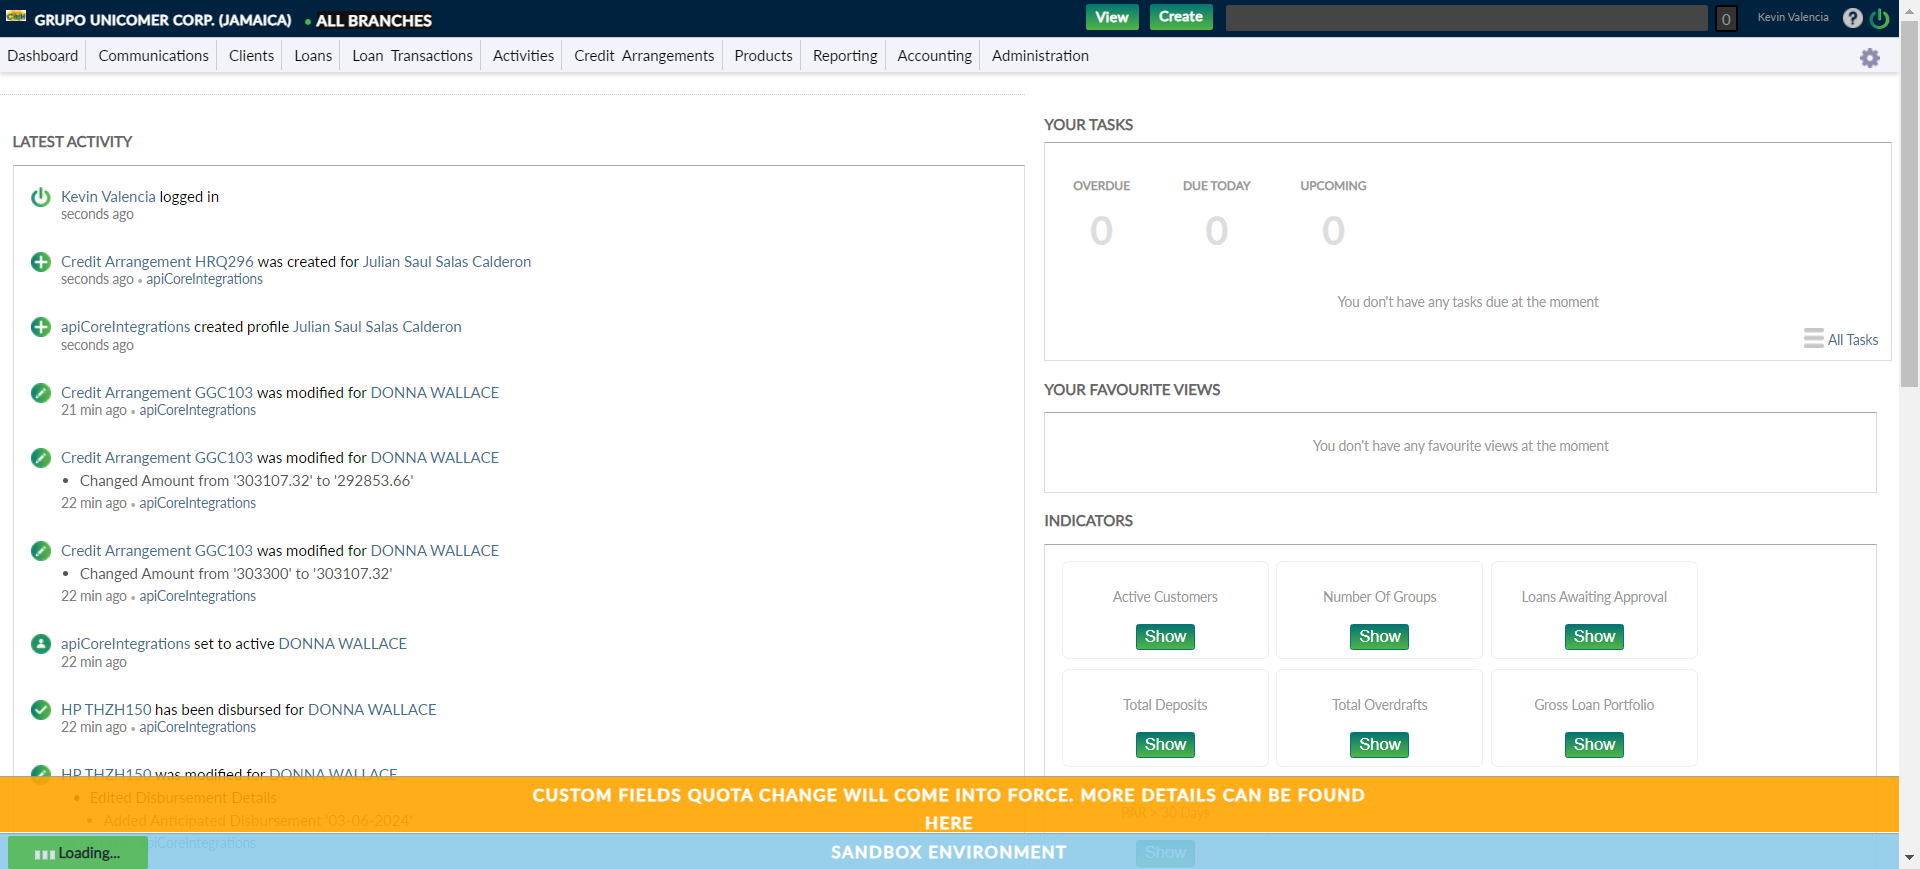 GRUPO UNICOMER CORP. (JAMAICA) • ALL BRANCHES
View Create 0 Kevin Valencia ?
Dashboard Communications Clients Loans Loan Transactions Activities Credit Arrangements Products Reporting Accounting Administration
LATEST ACTIVITY
Kevin Valencia logged in
seconds ago
Credit Arrangement HRQ296 was created for Julian Saul Salas Calderon
seconds ago • apiCoreIntegrations
apiCoreIntegrations created profile Julian Saul Salas Calderon
seconds ago
Credit Arrangement GGC103 was modified for DONNA WALLACE
21 min ago • apiCoreIntegrations
Credit Arrangement GGC103 was modified for DONNA WALLACE
• Changed Amount from '303107.32' to '292853.66'
22 min ago • apiCoreIntegrations
Credit Arrangement GGC103 was modified for DONNA WALLACE
• Changed Amount from '303300' to '303107.32'
22 min ago • apiCoreIntegrations
apiCoreIntegrations set to active DONNA WALLACE
22 min ago
HP THZH150 has been disbursed for DONNA WALLACE
22 min ago • apiCoreIntegrations
HP THZH150 was modified for DONNA WALLACE
• Edited Disbursement Details
• Added Anticipated Disbursement '03-06-2024'
apiCoreIntegrations
YOUR TASKS
OVERDUE DUE TODAY UPCOMING
0 0 0
You don't have any tasks due at the moment
All Tasks
YOUR FAVOURITE VIEWS
You don't have any favourite views at the moment
INDICATORS
Active Customers Number Of Groups Loans Awaiting Approval
Show Show Show
Total Deposits Total Overdrafts Gross Loan Portfolio
Show Show Show
PAR > 30 Days
Show
CUSTOM FIELDS QUOTA CHANGE WILL COME INTO FORCE. MORE DETAILS CAN BE FOUND
HERE
SANDBOX ENVIRONMENT
Loading...